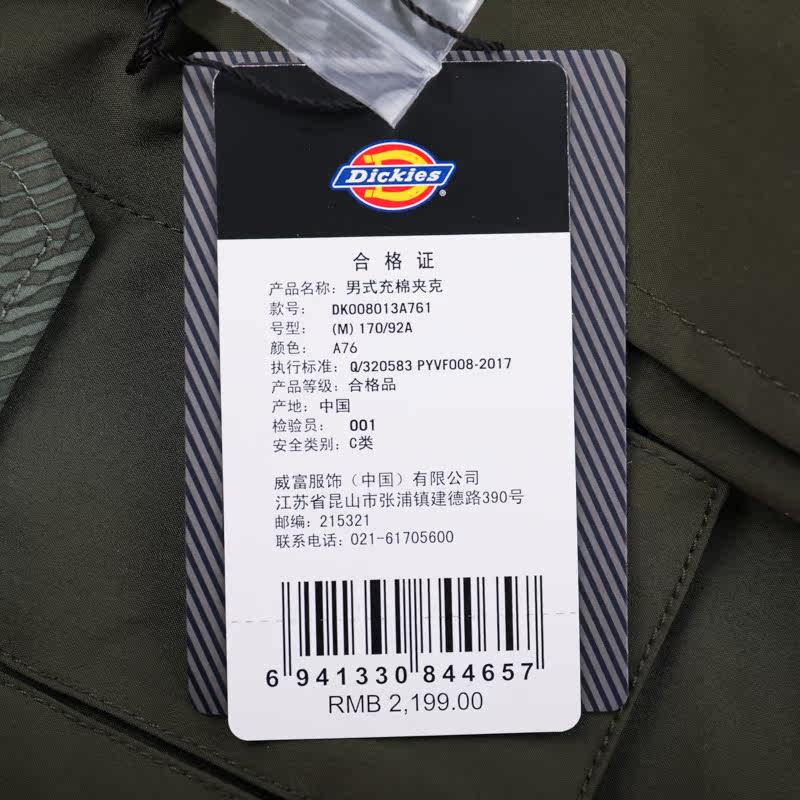 Dickies®
合格证
产品名称：男式充棉夹克
款号： DK008013A761
号型： (M) 170/92A
颜色： A76
执行标准：Q/320583 PYVF008-2017
产品等级：合格品
产地：中国
检验员： 001
安全类别：C类
威富服饰（中国）有限公司
江苏省昆山市张浦镇建德路390号
邮编：215321
联系电话：021-61705600
6 941330 844657
RMB 2,199.00